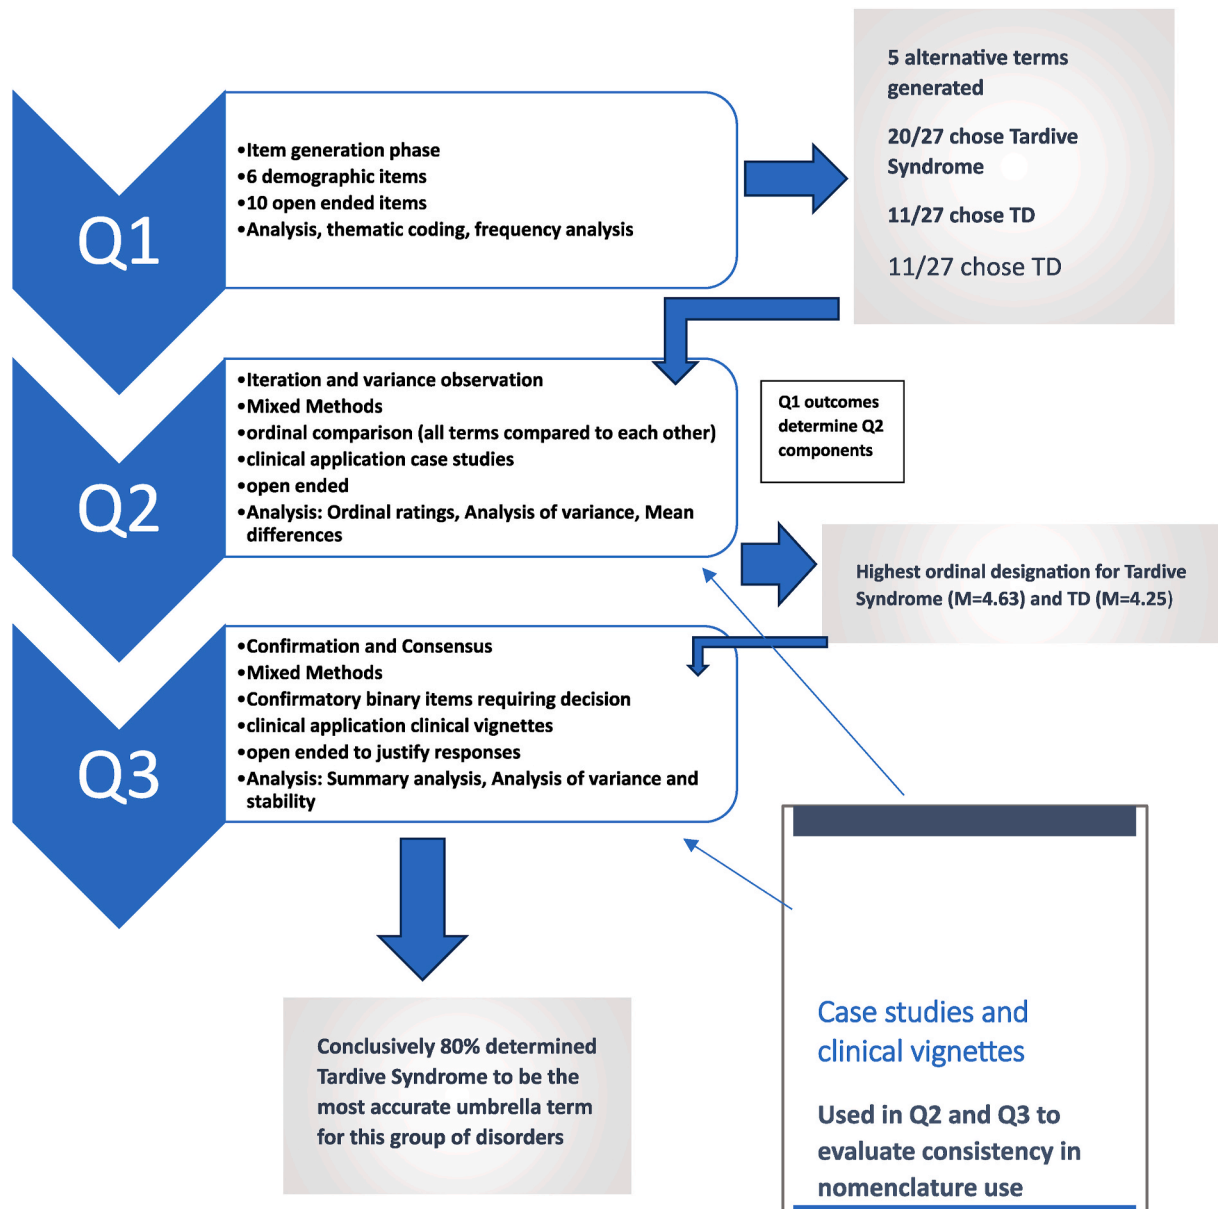 Q1
•Item generation phase
•6 demographic items
•10 open ended items
•Analysis, thematic coding, frequency analysis
5 alternative terms
generated
20/27 chose Tardive
Syndrome
11/27 chose TD
11/27 chose TD
Q2
•Iteration and variance observation
•Mixed Methods
•ordinal comparison (all terms compared to each other)
•clinical application case studies
•open ended
•Analysis: Ordinal ratings, Analysis of variance, Mean
differences
Q1 outcomes
determine Q2
components
Highest ordinal designation for Tardive
Syndrome (M=4.63) and TD (M=4.25)
Q3
•Confirmation and Consensus
•Mixed Methods
•Confirmatory binary items requiring decision
•clinical application clinical vignettes
•open ended to justify responses
•Analysis: Summary analysis, Analysis of variance and
stability
Conclusively 80% determined
Tardive Syndrome to be the
most accurate umbrella term
for this group of disorders
Case studies and
clinical vignettes
Used in Q2 and Q3 to
evaluate consistency in
nomenclature use